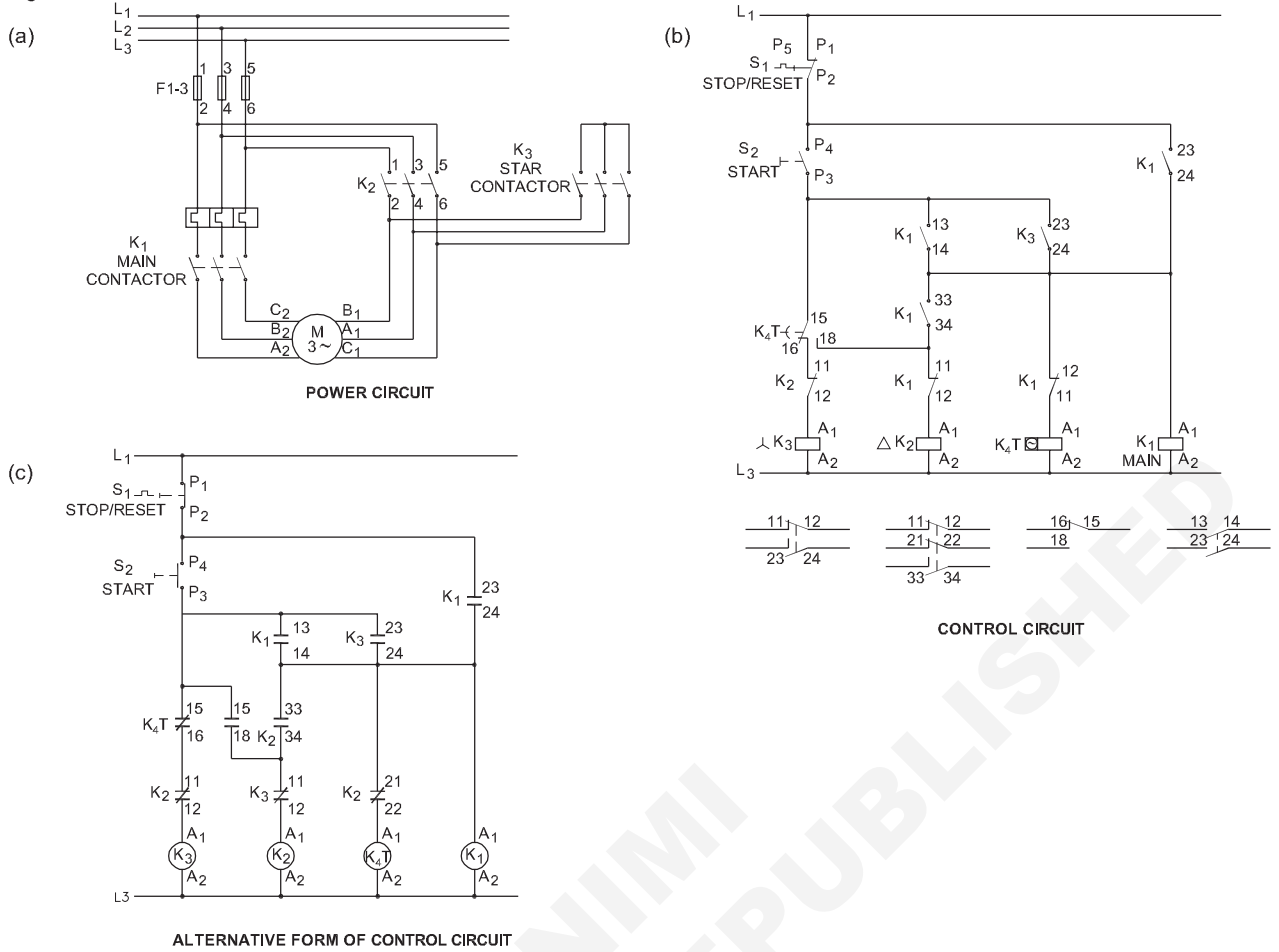 (a)
L1
L2
L3
F1-3
1 3 5
2 4 6
K3
STAR
CONTACTOR
1 3 5
K2
2 4 6
K1
MAIN
CONTACTOR
C2 B1
B2 M A1
3~
A2 C1
POWER CIRCUIT
(b)
L1
P5 P1
S1
P2
STOP/RESET
S2 P4
START
P3
K1 23
24
K1 13
14
K3 23
24
K1 33
34
K4T 15
16 18
K2 11
12
K1 11
12
K1 12
11
K3 A1
A2
△ K2 A1
A2
K4T A1
A2
K1 A1
MAIN A2
L3
11 12
23 24
11 12
21 22
33 34
16 15
18
13 14
23 24
CONTROL CIRCUIT
(c)
L1
S1 P1
STOP/RESET P2
S2 P4
START P3
K1 23
24
K1 13
14
K3 23
24
K4T 15
16
15
18
33
K2 34
K2 11
12
K3 11
12
K2 21
22
A1 A1 A1 A1
K3 K2 K4T K1
A2 A2 A2 A2
L3
ALTERNATIVE FORM OF CONTROL CIRCUIT